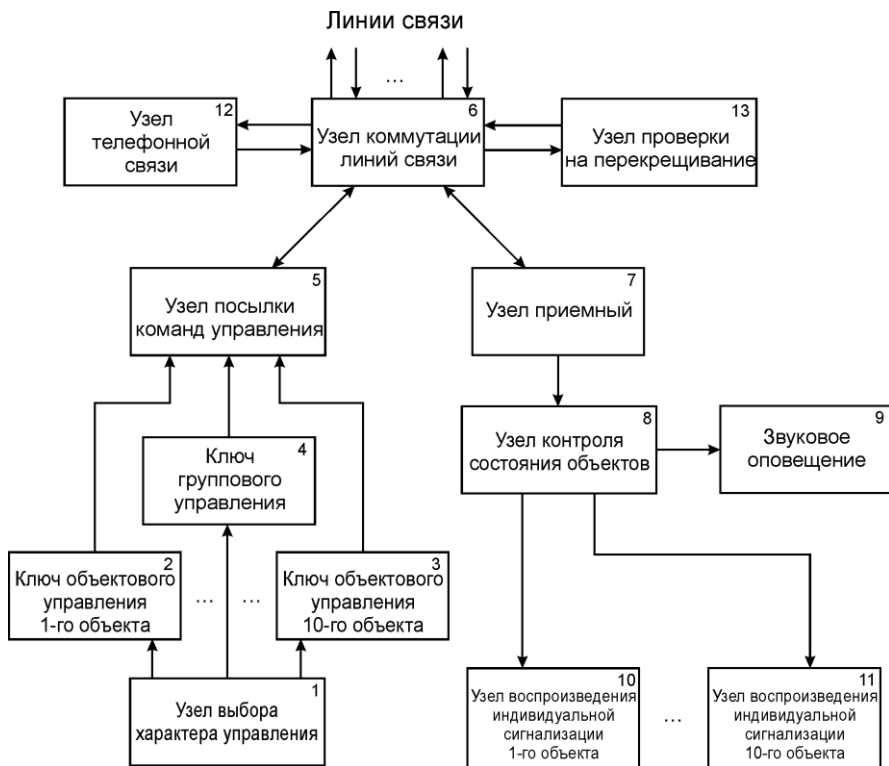 Линии связи
...
12
Узел
телефонной
связи
6
Узел коммутации
линий связи
13
Узел проверки
на перекрещивание
5
Узел посылки
команд управления
7
Узел приемный
4
Ключ
группового
управления
8
Узел контроля
состояния объектов
9
Звуковое
оповещение
2
Ключ объектового
управления
1-го объекта
... ...
3
Ключ объектового
управления
10-го объекта
1
Узел выбора
характера управления
10
Узел воспроизведения
индивидуальной
сигнализации
1-го объекта
...
11
Узел воспроизведения
индивидуальной
сигнализации
10-го объекта